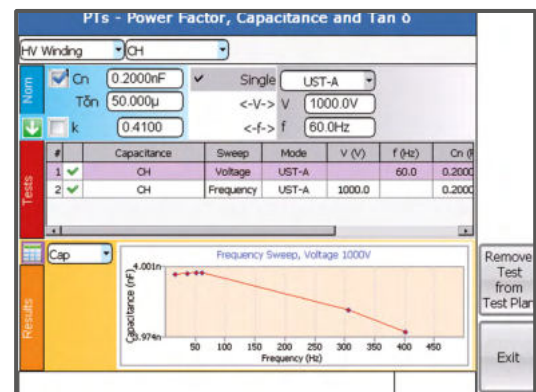 PTs - Power Factor, Capacitance and Tan δ
HV Winding CH
Nom
Cn 0.2000nF Single UST-A
Tδn 50.000µ <-V-> V 1000.0V
k 0.4100 <-f-> f 60.0Hz
Tests
# Capacitance Sweep Mode V (V) f (Hz) Cn (F
1 CH Voltage UST-A 60.0 0.2000
2 CH Frequency UST-A 1000.0 0.2000
Results
Cap
Frequency Sweep, Voltage 1000V
4.001n
Capacitance (nF)
3.974n
50 100 150 200 250 300 350 400 450
Frequency (Hz)
Remove
Test
from
Test Plan
Exit